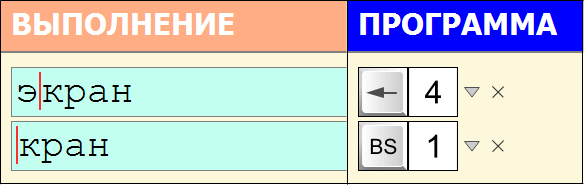 ВЫПОЛНЕНИЕ ПРОГРАММА
экран ← 4 ×
кран BS 1 ×